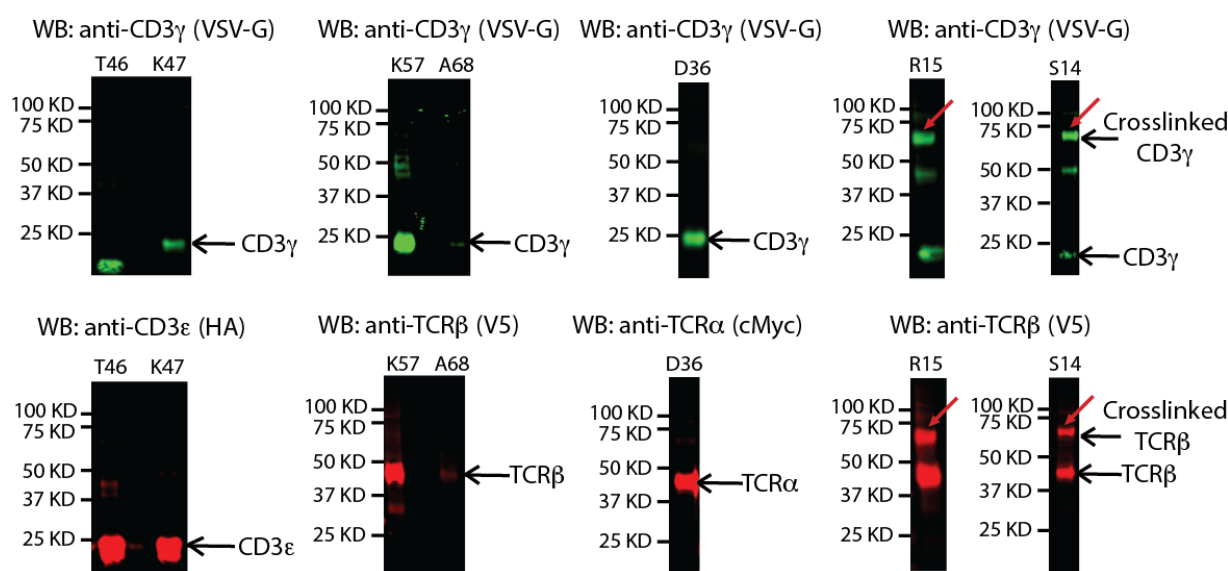 WB: anti-CD3γ (VSV-G)
T46 K47
100 KD
75 KD
50 KD
37 KD
25 KD
CD3γ
WB: anti-CD3γ (VSV-G)
K57 A68
100 KD
75 KD
50 KD
37 KD
25 KD
CD3γ
WB: anti-CD3γ (VSV-G)
D36
100 KD
75 KD
50 KD
37 KD
25 KD
CD3γ
WB: anti-CD3γ (VSV-G)
R15
100 KD
75 KD
50 KD
37 KD
25 KD
S14
100 KD
75 KD
50 KD
37 KD
25 KD
Crosslinked
CD3γ
CD3γ
WB: anti-CD3ε (HA)
T46 K47
100 KD
75 KD
50 KD
37 KD
25 KD
CD3ε
WB: anti-TCRβ (V5)
K57 A68
100 KD
75 KD
50 KD
37 KD
25 KD
TCRβ
WB: anti-TCRα (cMyc)
D36
100 KD
75 KD
50 KD
37 KD
25 KD
TCRα
WB: anti-TCRβ (V5)
R15
100 KD
75 KD
50 KD
37 KD
25 KD
S14
100 KD
75 KD
50 KD
37 KD
25 KD
Crosslinked
TCRβ
TCRβ